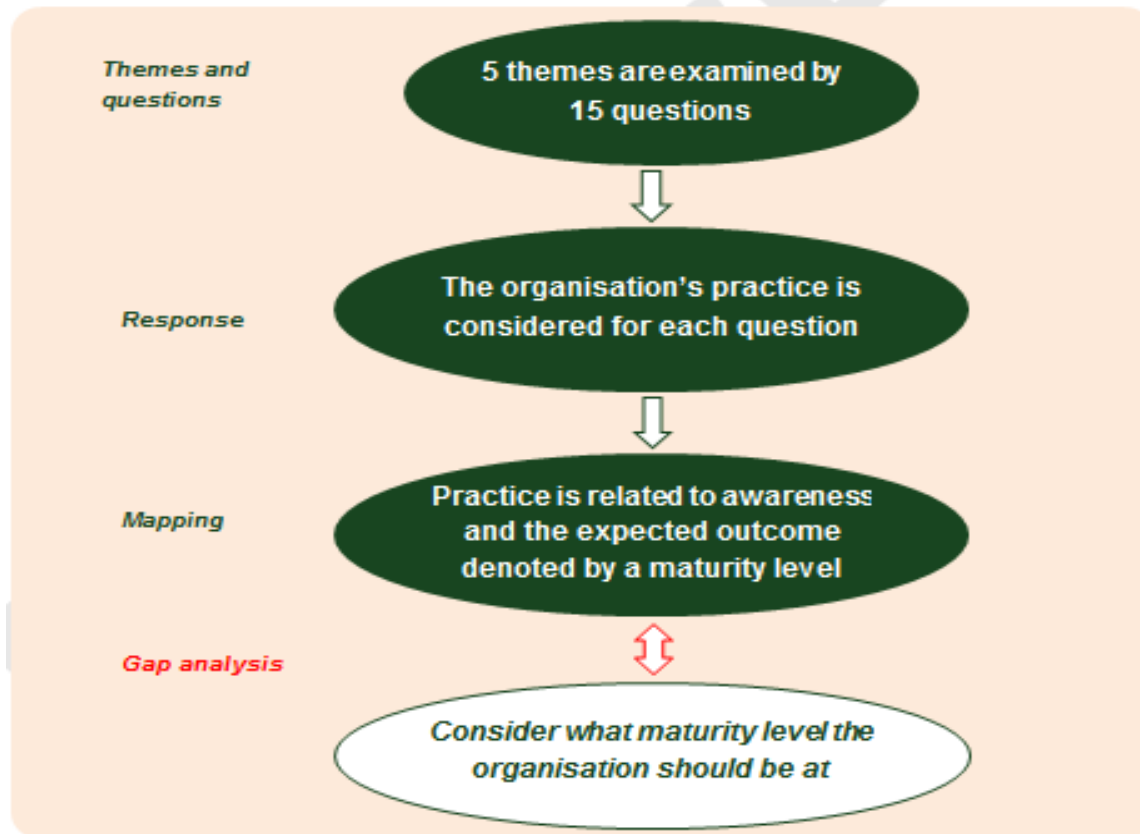 Themes and
questions
5 themes are examined by
15 questions
Response
The organisation's practice is
considered for each question
Mapping
Practice is related to awareness
and the expected outcome
denoted by a maturity level
Gap analysis
Consider what maturity level the
organisation should be at